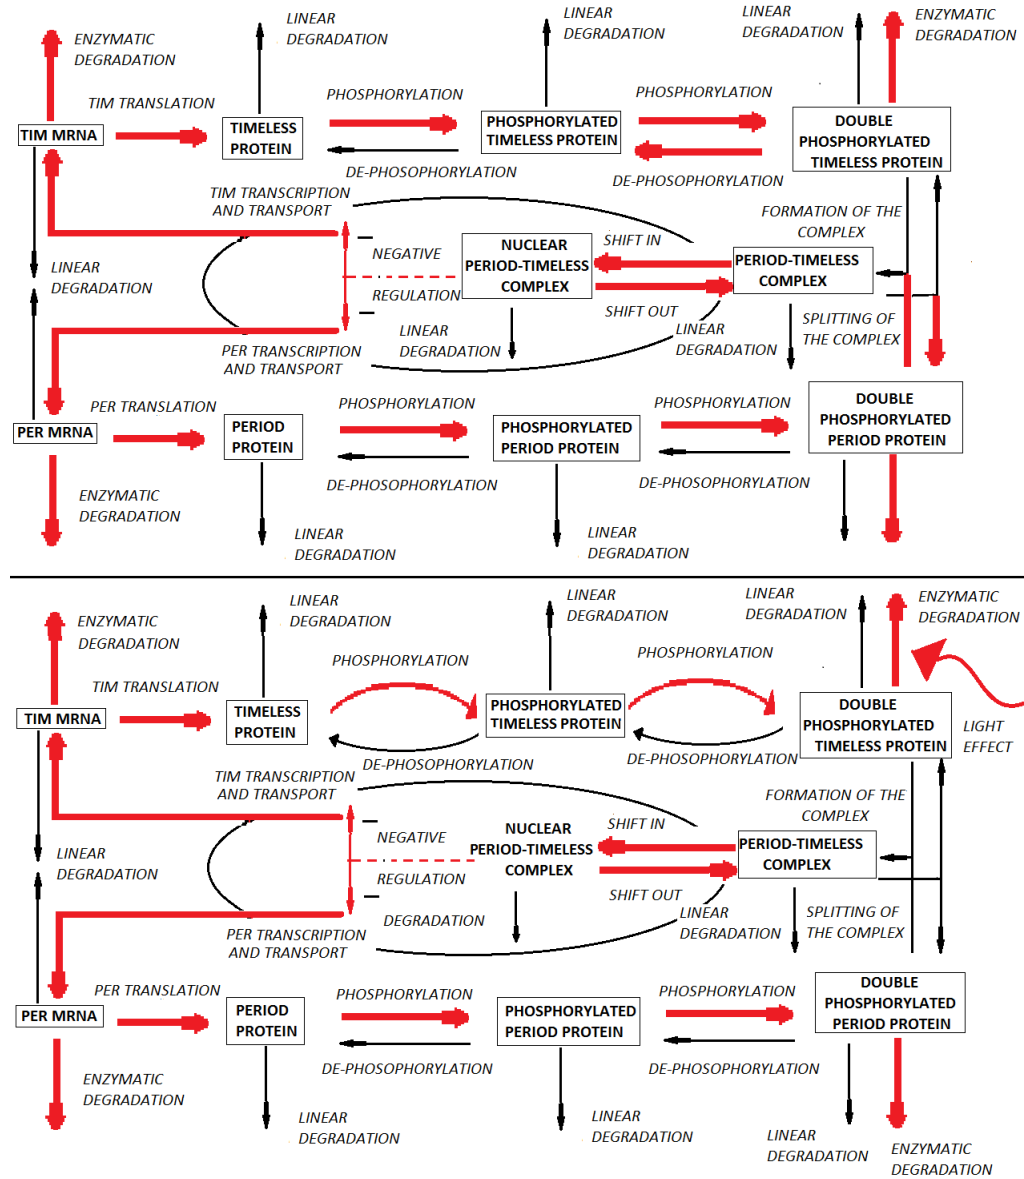 LINEAR
DEGRADATION
LINEAR
DEGRADATION
LINEAR
DEGRADATION
ENZYMATIC
DEGRADATION
ENZYMATIC
DEGRADATION
TIM TRANSLATION
PHOSPHORYLATION
PHOSPHORYLATION
TIM MRNA
TIMELESS
PROTEIN
PHOSPHORYLATED
TIMELESS PROTEIN
DOUBLE
PHOSPHORYLATED
TIMELESS PROTEIN
DE-PHOSOPHORYLATION
DE-PHOSOPHORYLATION
TIM TRANSCRIPTION
AND TRANSPORT
FORMATION OF THE
COMPLEX
NEGATIVE
REGULATION
NUCLEAR
PERIOD-TIMELESS
COMPLEX
SHIFT IN
SHIFT OUT
PERIOD-TIMELESS
COMPLEX
LINEAR
DEGRADATION
LINEAR
DEGRADATION
LINEAR
DEGRADATION
SPLITTING OF
THE COMPLEX
PER TRANSCRIPTION
AND TRANSPORT
PER TRANSLATION
PHOSPHORYLATION
PHOSPHORYLATION
PER MRNA
PERIOD
PROTEIN
PHOSPHORYLATED
PERIOD PROTEIN
DOUBLE
PHOSPHORYLATED
PERIOD PROTEIN
DE-PHOSOPHORYLATION
DE-PHOSOPHORYLATION
ENZYMATIC
DEGRADATION
LINEAR
DEGRADATION
LINEAR
DEGRADATION
LINEAR
DEGRADATION
LINEAR
DEGRADATION
LINEAR
DEGRADATION
ENZYMATIC
DEGRADATION
ENZYMATIC
DEGRADATION
TIM TRANSLATION
PHOSPHORYLATION
PHOSPHORYLATION
TIM MRNA
TIMELESS
PROTEIN
PHOSPHORYLATED
TIMELESS PROTEIN
DOUBLE
PHOSPHORYLATED
TIMELESS PROTEIN
LIGHT
EFFECT
DE-PHOSOPHORYLATION
DE-PHOSOPHORYLATION
TIM TRANSCRIPTION
AND TRANSPORT
FORMATION OF THE
COMPLEX
NEGATIVE
REGULATION
NUCLEAR
PERIOD-TIMELESS
COMPLEX
SHIFT IN
SHIFT OUT
PERIOD-TIMELESS
COMPLEX
LINEAR
DEGRADATION
DEGRADATION
LINEAR
DEGRADATION
SPLITTING OF
THE COMPLEX
PER TRANSCRIPTION
AND TRANSPORT
PER TRANSLATION
PHOSPHORYLATION
PHOSPHORYLATION
PER MRNA
PERIOD
PROTEIN
PHOSPHORYLATED
PERIOD PROTEIN
DOUBLE
PHOSPHORYLATED
PERIOD PROTEIN
DE-PHOSOPHORYLATION
DE-PHOSOPHORYLATION
ENZYMATIC
DEGRADATION
LINEAR
DEGRADATION
LINEAR
DEGRADATION
LINEAR
DEGRADATION
ENZYMATIC
DEGRADATION